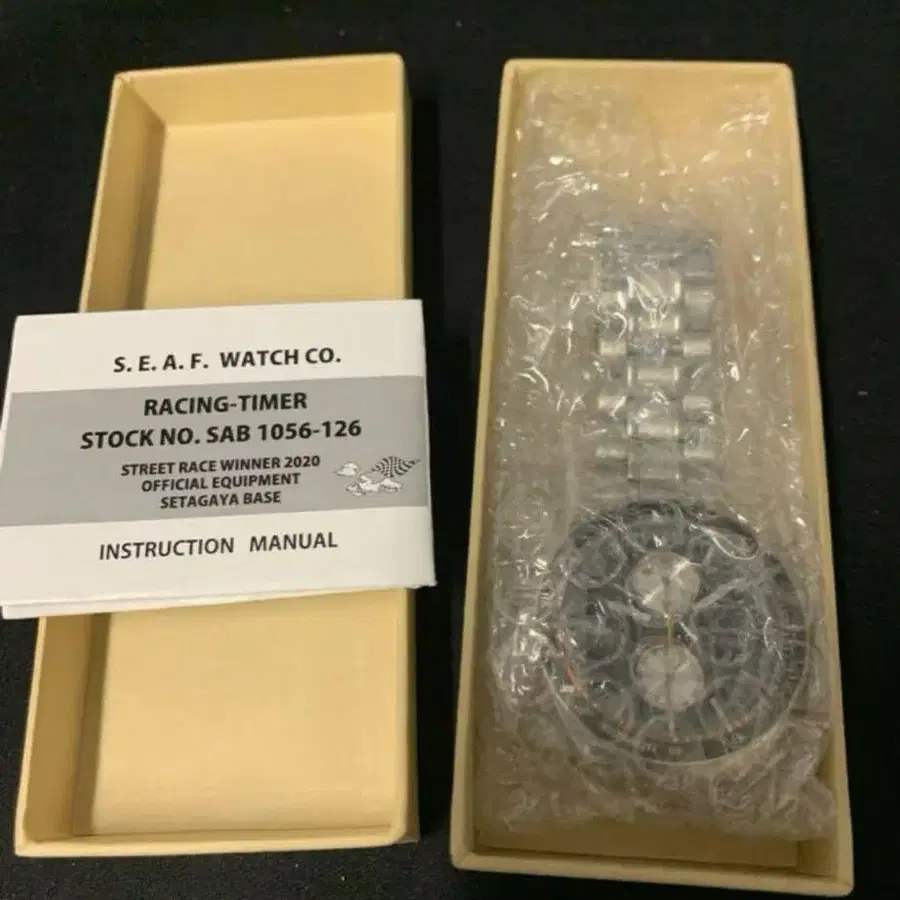 S. E. A. F. WATCH CO.
RACING-TIMER
STOCK NO. SAB 1056-126
STREET RACE WINNER 2020
OFFICIAL EQUIPMENT
SETAGAYA BASE
INSTRUCTION MANUAL